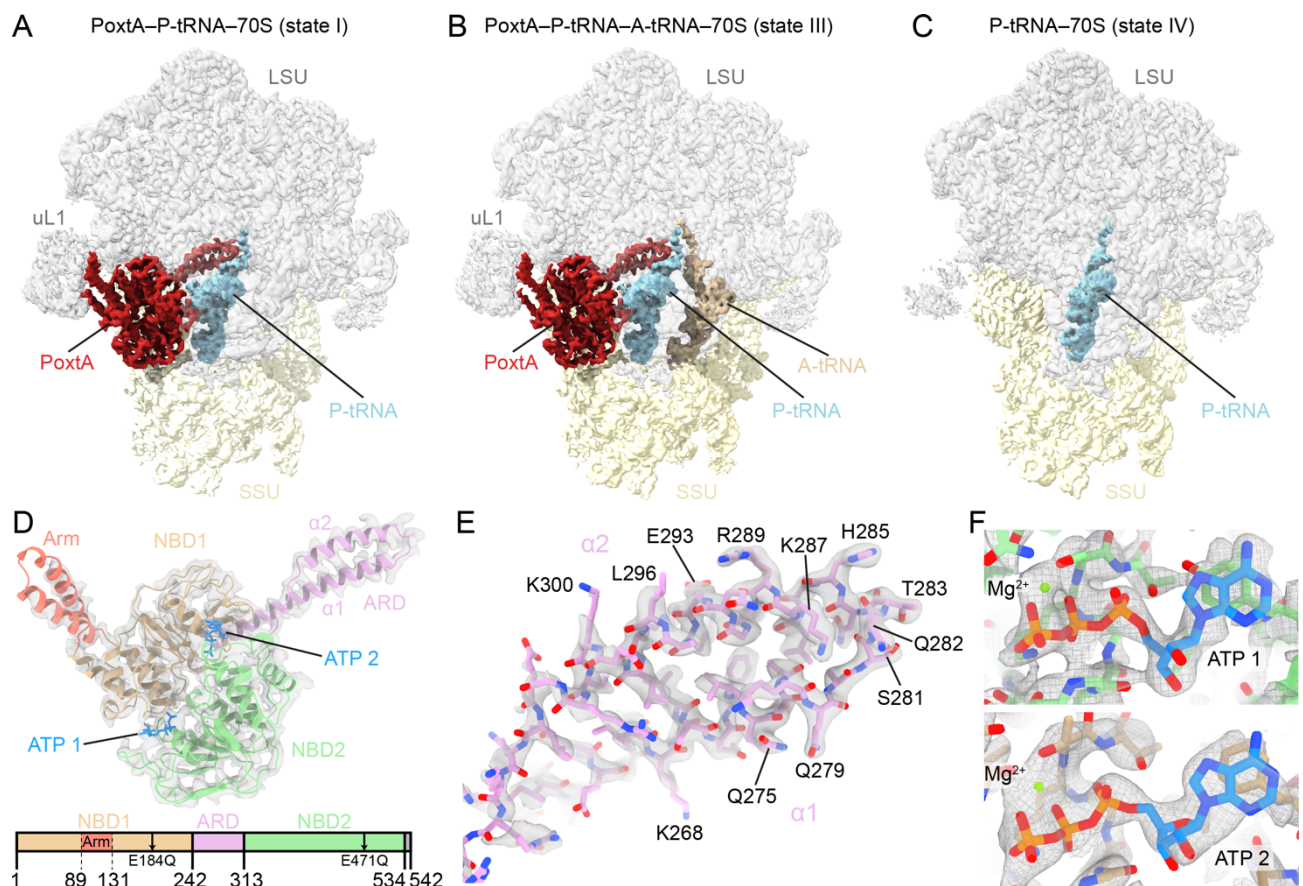 A
PoxtA–P-tRNA–70S (state I)
LSU
uL1
PoxtA
P-tRNA
SSU
B
PoxtA–P-tRNA–A-tRNA–70S (state III)
LSU
uL1
PoxtA
A-tRNA
P-tRNA
SSU
C
P-tRNA–70S (state IV)
LSU
P-tRNA
SSU
D
Arm
NBD1
α2
α1
ARD
ATP 2
ATP 1
NBD2
NBD1
ARD
NBD2
Arm
E184Q
E471Q
1
89
131
242
313
534
542
E
α2
E293
R289
H285
K287
L296
K300
T283
Q282
S281
Q279
Q275
α1
K268
F
Mg²⁺
ATP 1
Mg²⁺
ATP 2